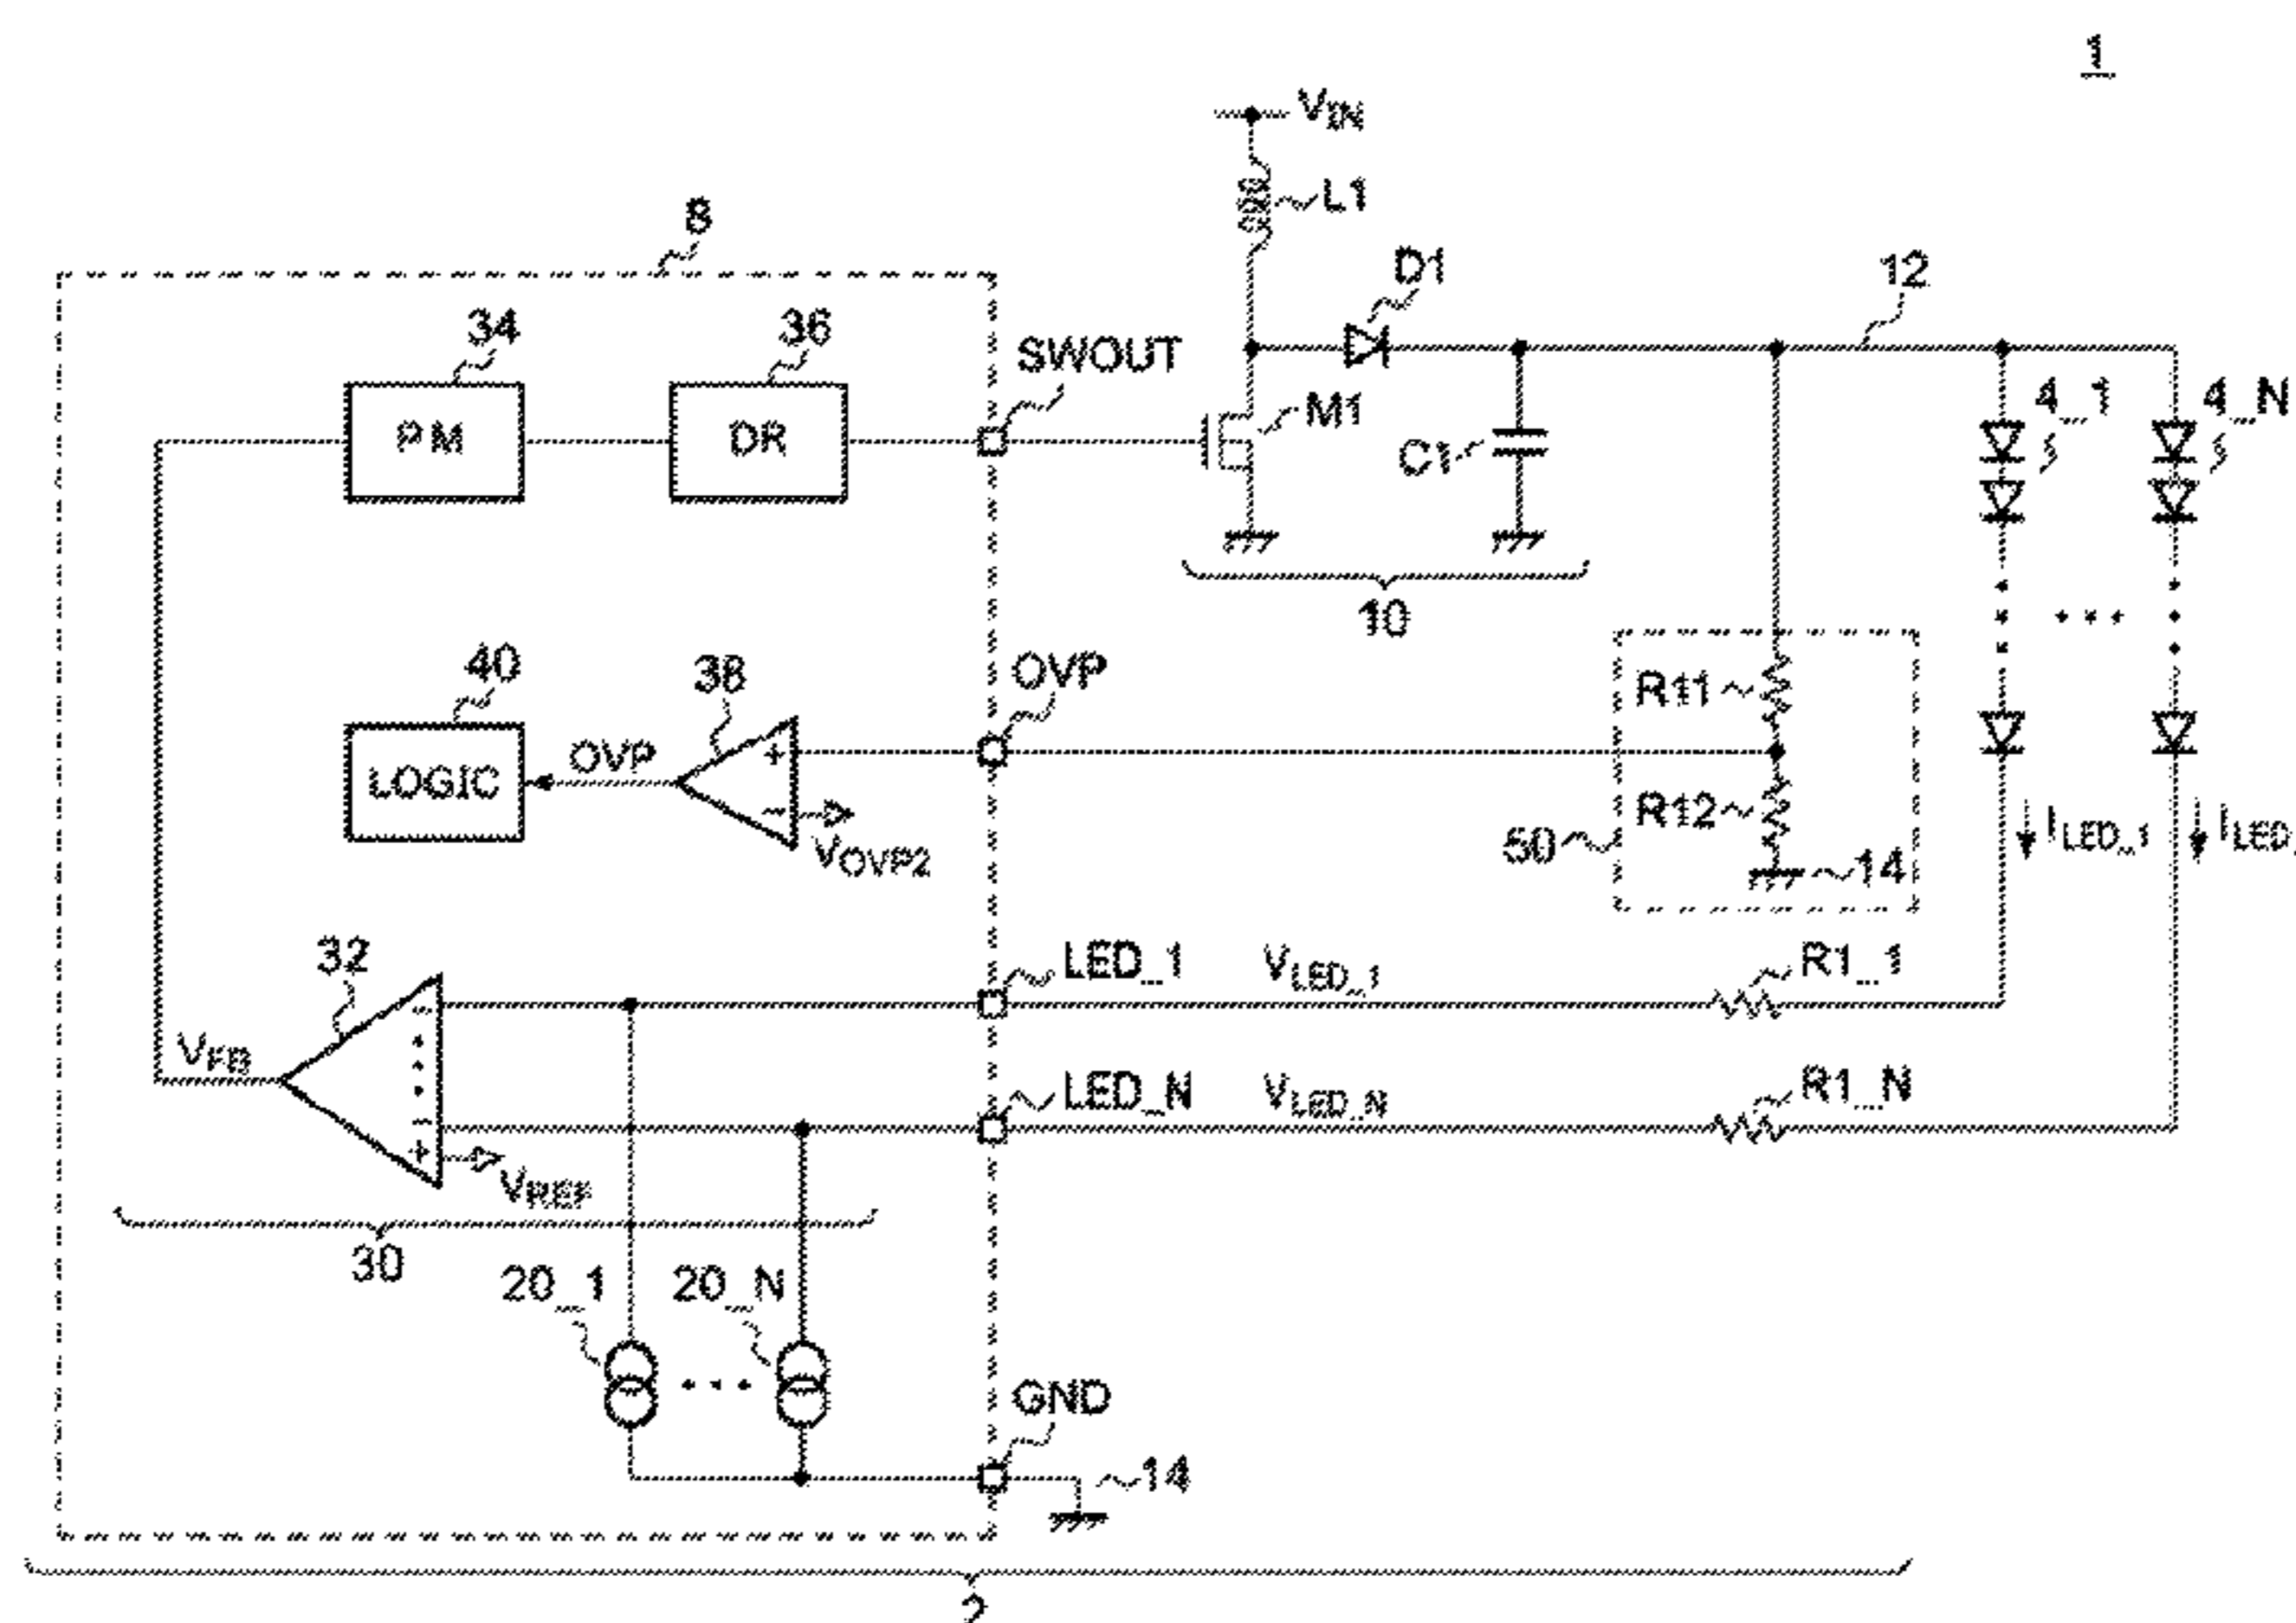 1
VIN
L1
8
D1
12
34
36
SWOUT
4_1
4_N
PM
DR
M1
C1
10
40
38
OVP
R11
LOGIC
OVP
R12
VOVP2
50
14
ILED_1
ILED_
32
LED_1
VLED_1
R1_1
VFB
LED_N
VLED_N
R1_N
VREF
30
20_1
20_N
GND
14
2